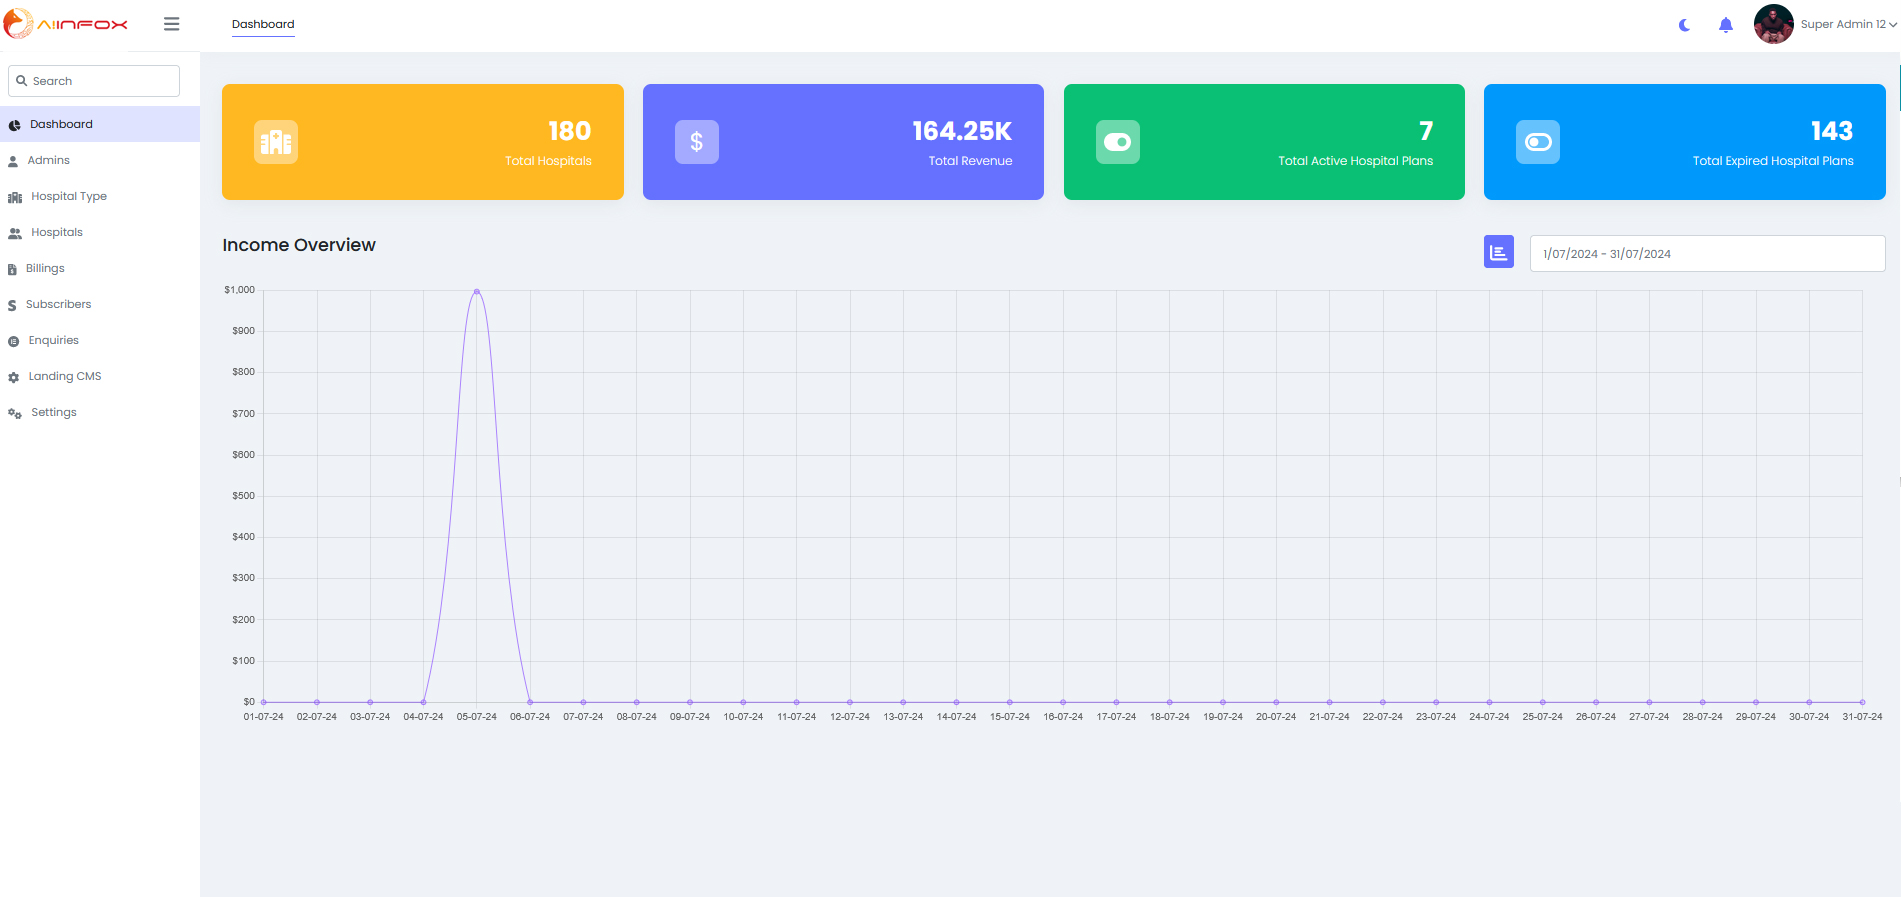 AIINFOX
Dashboard
Super Admin 12
Search
Dashboard
Admins
Hospital Type
Hospitals
Billings
Subscribers
Enquiries
Landing CMS
Settings
180
Total Hospitals
$
164.25K
Total Revenue
7
Total Active Hospital Plans
143
Total Expired Hospital Plans
Income Overview
1/07/2024 - 31/07/2024
$1,000
$900
$800
$700
$600
$500
$400
$300
$200
$100
$0
01-07-24 02-07-24 03-07-24 04-07-24 05-07-24 06-07-24 07-07-24 08-07-24 09-07-24 10-07-24 11-07-24 12-07-24 13-07-24 14-07-24 15-07-24 16-07-24 17-07-24 18-07-24 19-07-24 20-07-24 21-07-24 22-07-24 23-07-24 24-07-24 25-07-24 26-07-24 27-07-24 28-07-24 29-07-24 30-07-24 31-07-24